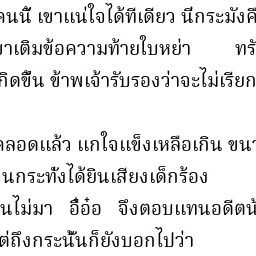 คนนี้ เขาแน่ใจได้ทีเดียว นี่กระมังคื
มาเติมข้อความท้ายใบหย่า ทรั
กิดขึ้น ข้าพเจ้ารับรองว่าจะไม่เรียก
คลอดแล้ว แกใจแข็งเหลือเกิน ขนา
นกระทั่งได้ยินเสียงเด็กร้อง
นไม่มา อื้ออ๋อ จึงตอบแทนอดีตน้
ต่ถึงกระนั้นก็ยังบอกไปว่า